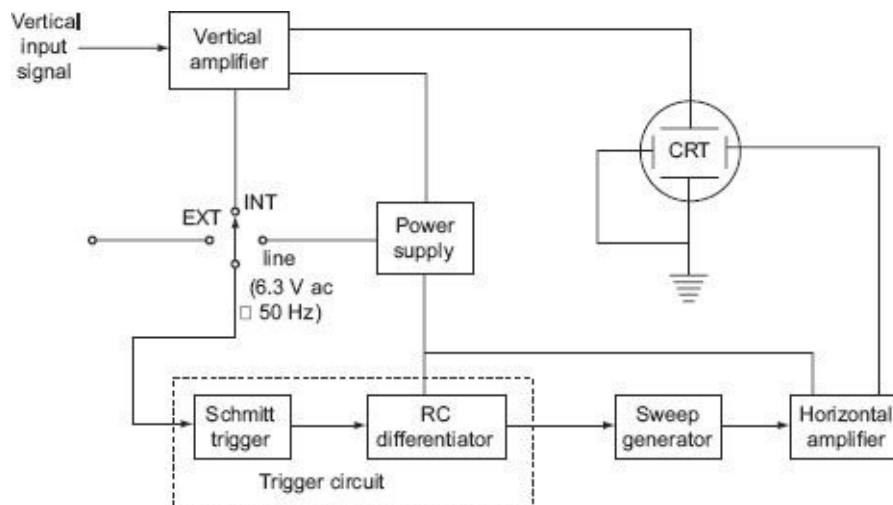 Vertical
input
signal
Vertical
amplifier
CRT
INT
EXT
line
(6.3 V ac
□ 50 Hz)
Power
supply
Schmitt
trigger
RC
differentiator
Sweep
generator
Horizontal
amplifier
Trigger circuit